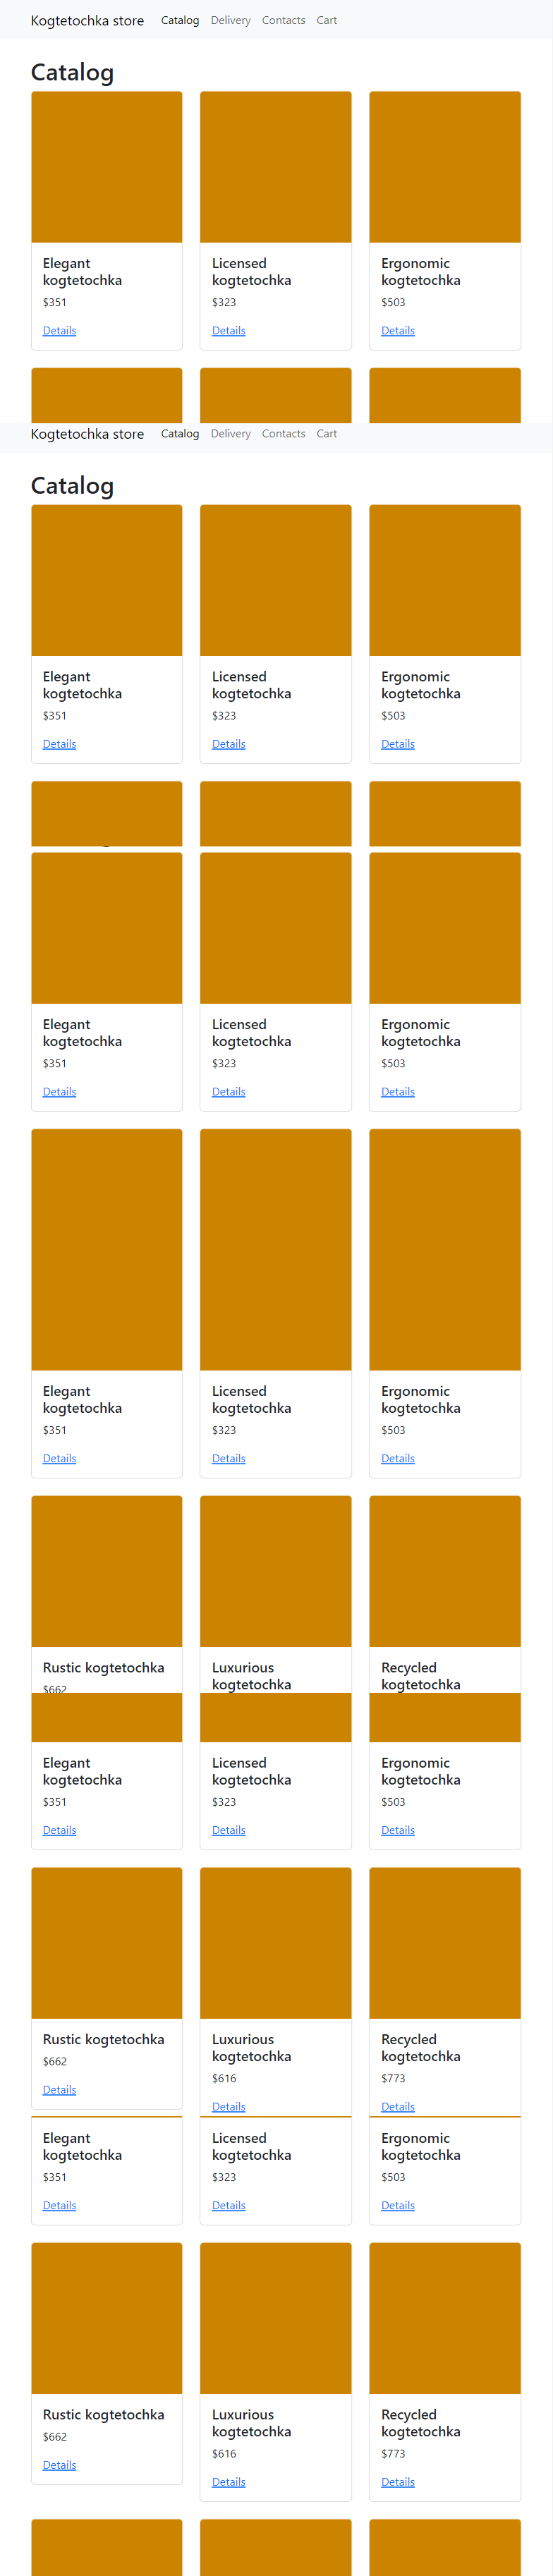 Kogtetochka store Catalog Delivery Contacts Cart
Catalog
Elegant kogtetochka
$351
Details
Licensed kogtetochka
$323
Details
Ergonomic kogtetochka
$503
Details
Kogtetochka store Catalog Delivery Contacts Cart
Catalog
Elegant kogtetochka
$351
Details
Licensed kogtetochka
$323
Details
Ergonomic kogtetochka
$503
Details
Elegant kogtetochka
$351
Details
Licensed kogtetochka
$323
Details
Ergonomic kogtetochka
$503
Details
Elegant kogtetochka
$351
Details
Licensed kogtetochka
$323
Details
Ergonomic kogtetochka
$503
Details
Rustic kogtetochka
$662
Luxurious kogtetochka
Recycled kogtetochka
Elegant kogtetochka
$351
Details
Licensed kogtetochka
$323
Details
Ergonomic kogtetochka
$503
Details
Rustic kogtetochka
$662
Details
Luxurious kogtetochka
$616
Details
Recycled kogtetochka
$773
Details
Elegant kogtetochka
$351
Details
Licensed kogtetochka
$323
Details
Ergonomic kogtetochka
$503
Details
Rustic kogtetochka
$662
Details
Luxurious kogtetochka
$616
Details
Recycled kogtetochka
$773
Details